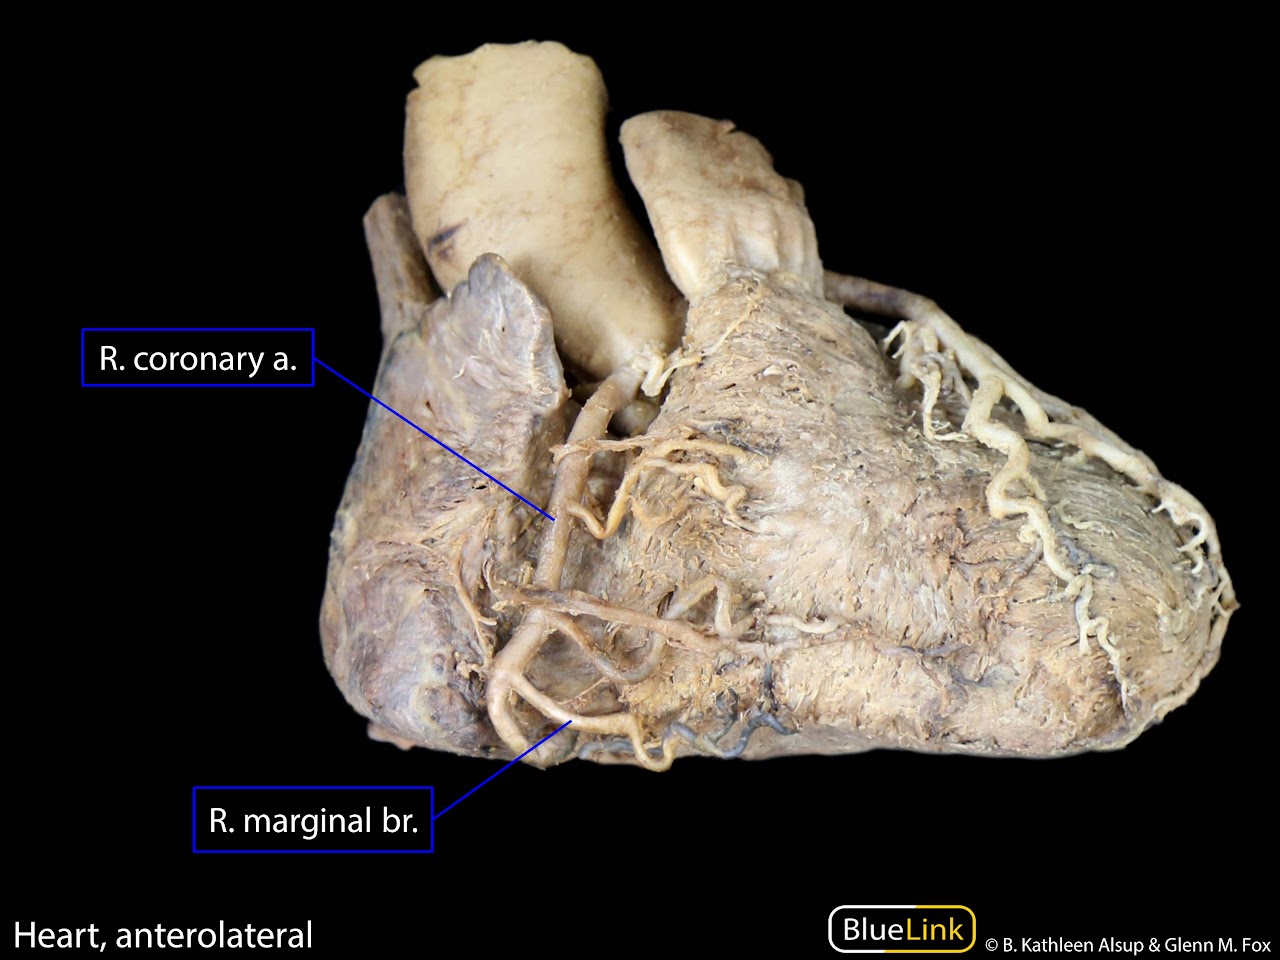 R. coronary a.
R. marginal br.
Heart, anterolateral
BlueLink
© B. Kathleen Alsup & Glenn M. Fox